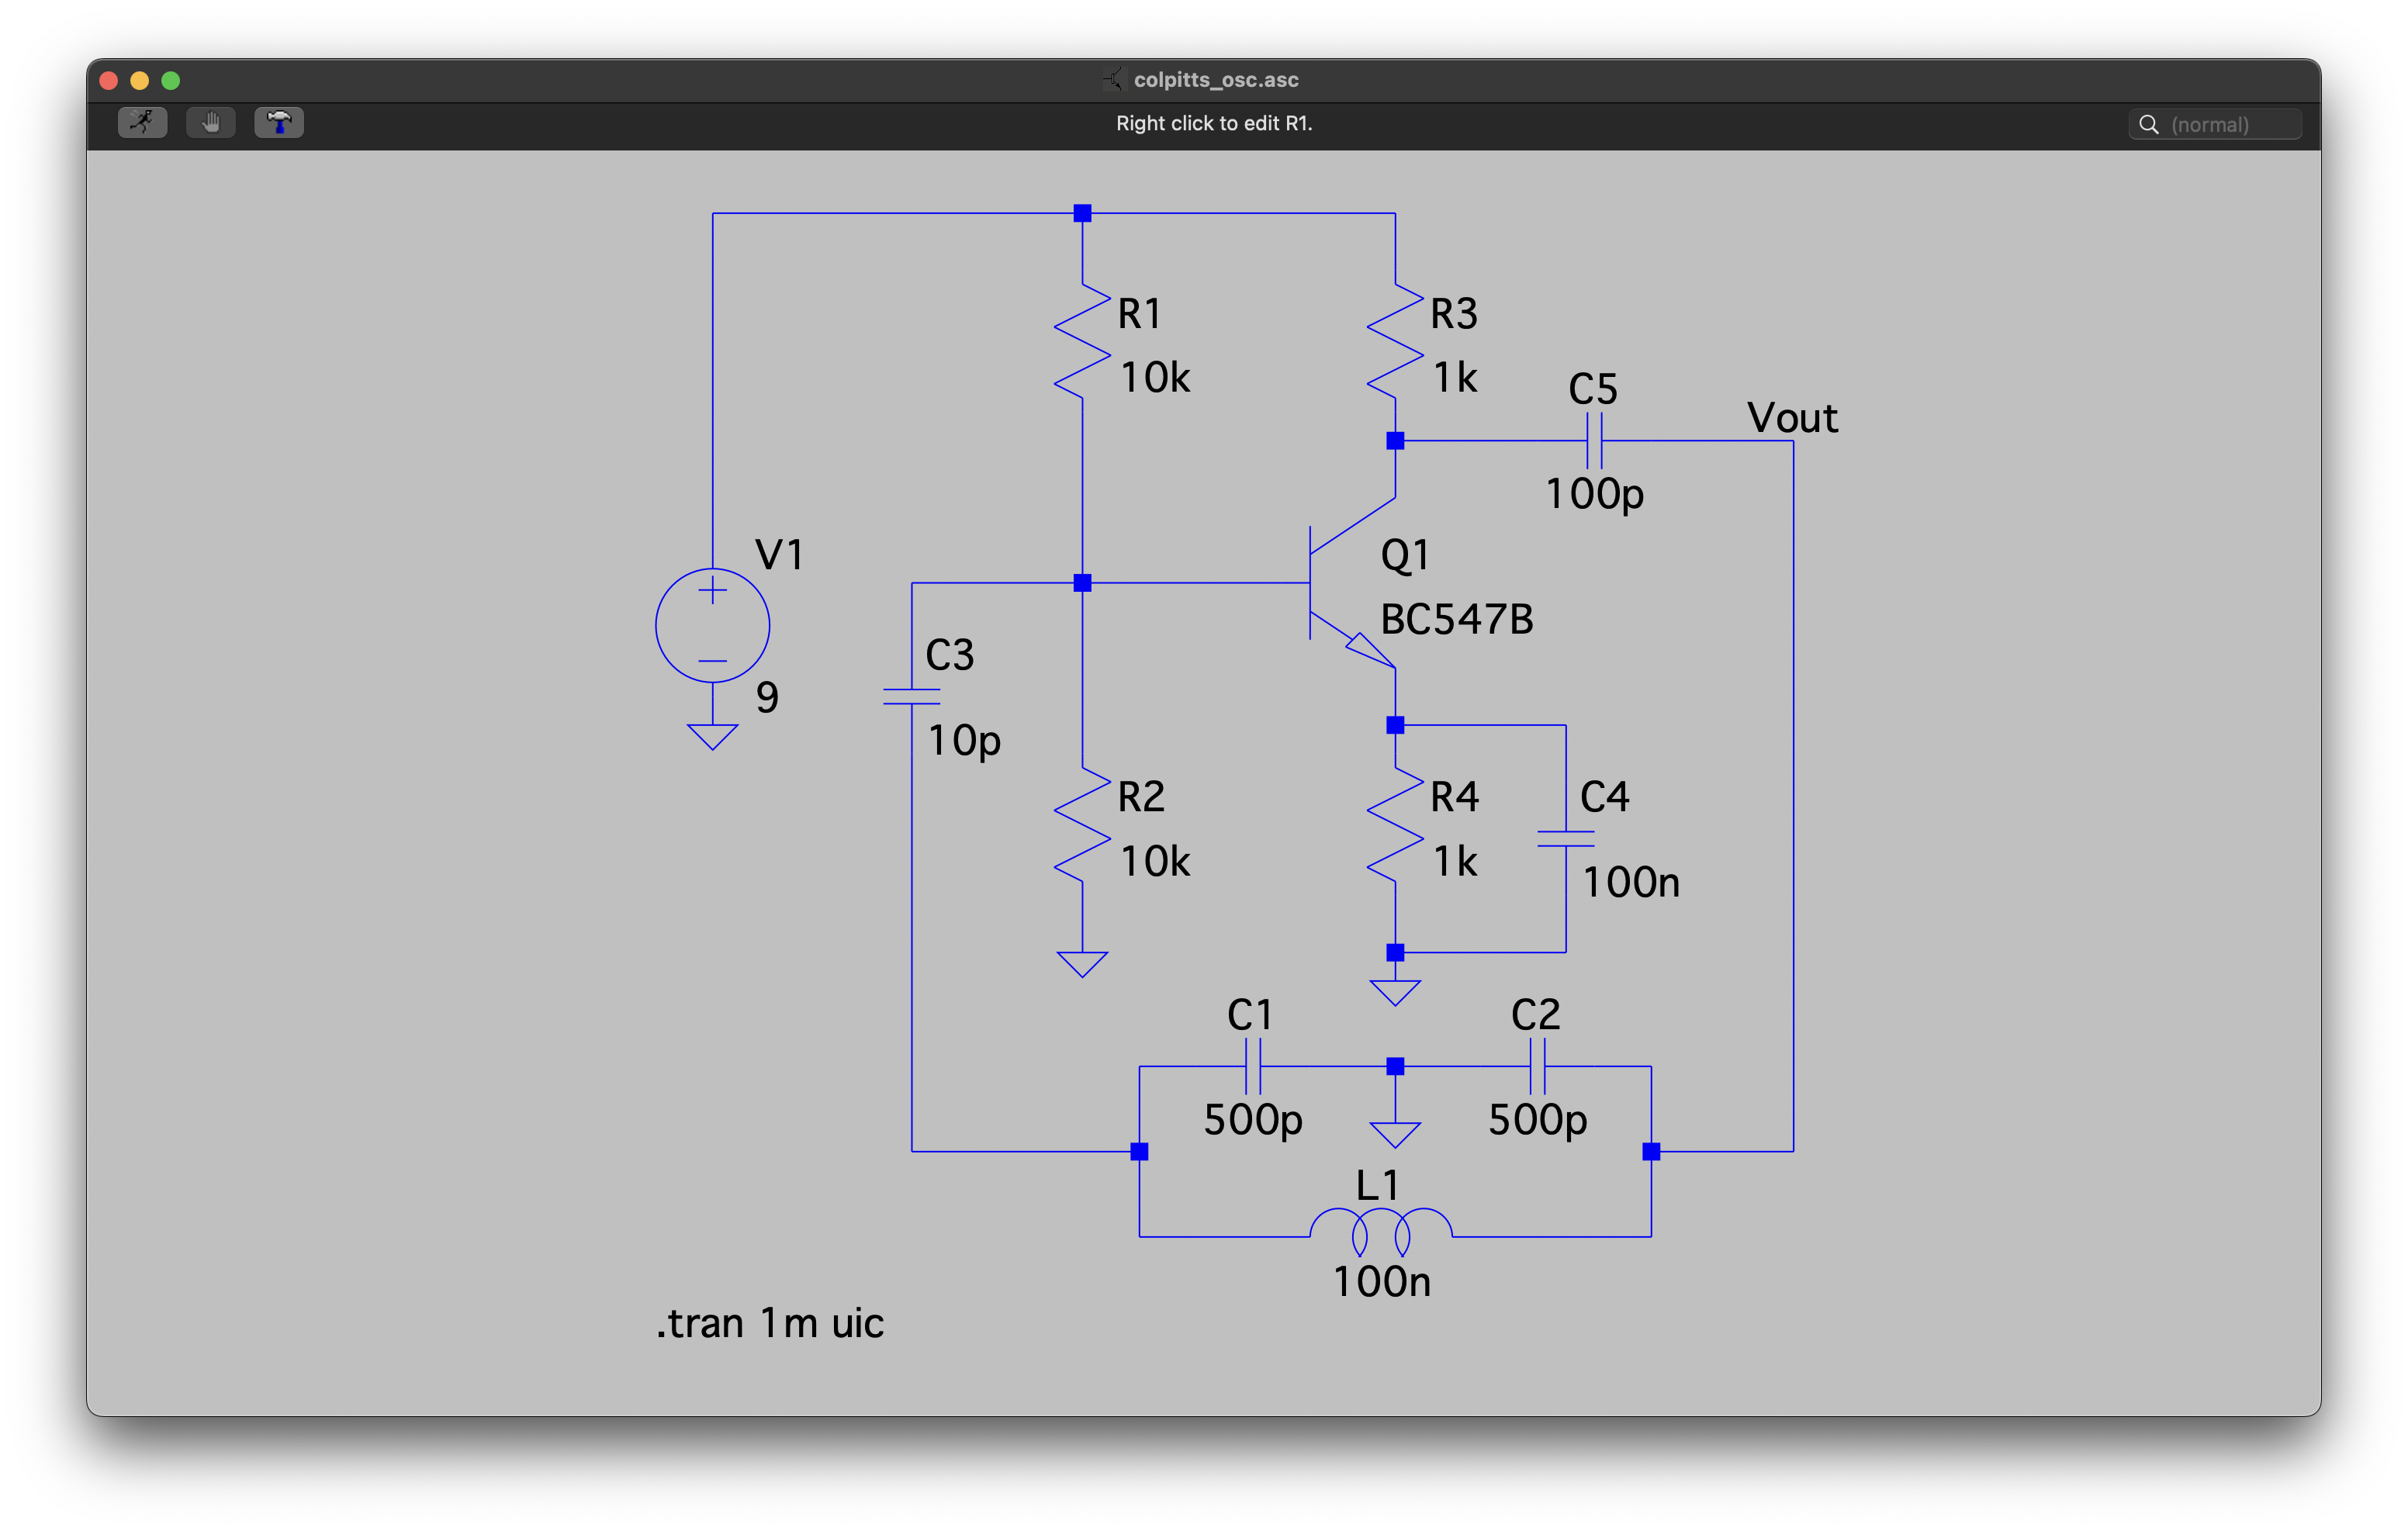 colpitts_osc.asc
Right click to edit R1.
(normal)
R1
10k
R3
1k
C5
100p
Vout
V1
9
Q1
BC547B
C3
10p
R2
10k
R4
1k
C4
100n
C1
500p
C2
500p
L1
100n
.tran 1m uic